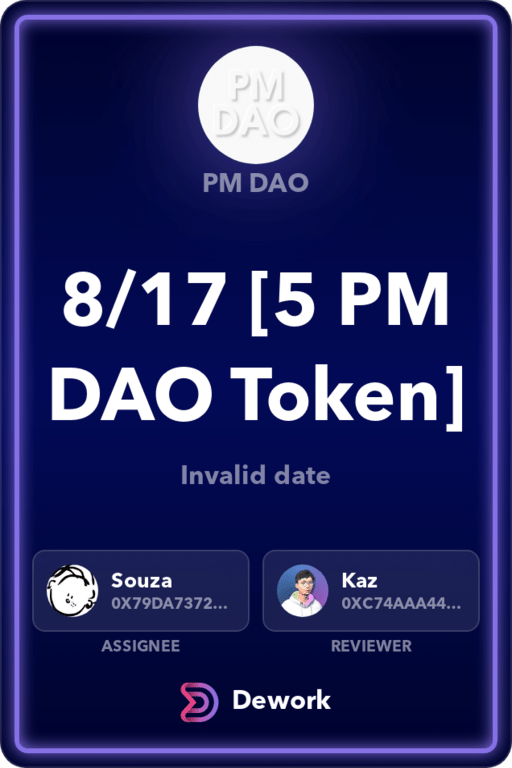 PM
DAO
PM DAO
8/17 [5 PM
DAO Token]
Invalid date
Souza
0X79DA7372...
Kaz
0XC74AAA44...
ASSIGNEE
REVIEWER
Dework